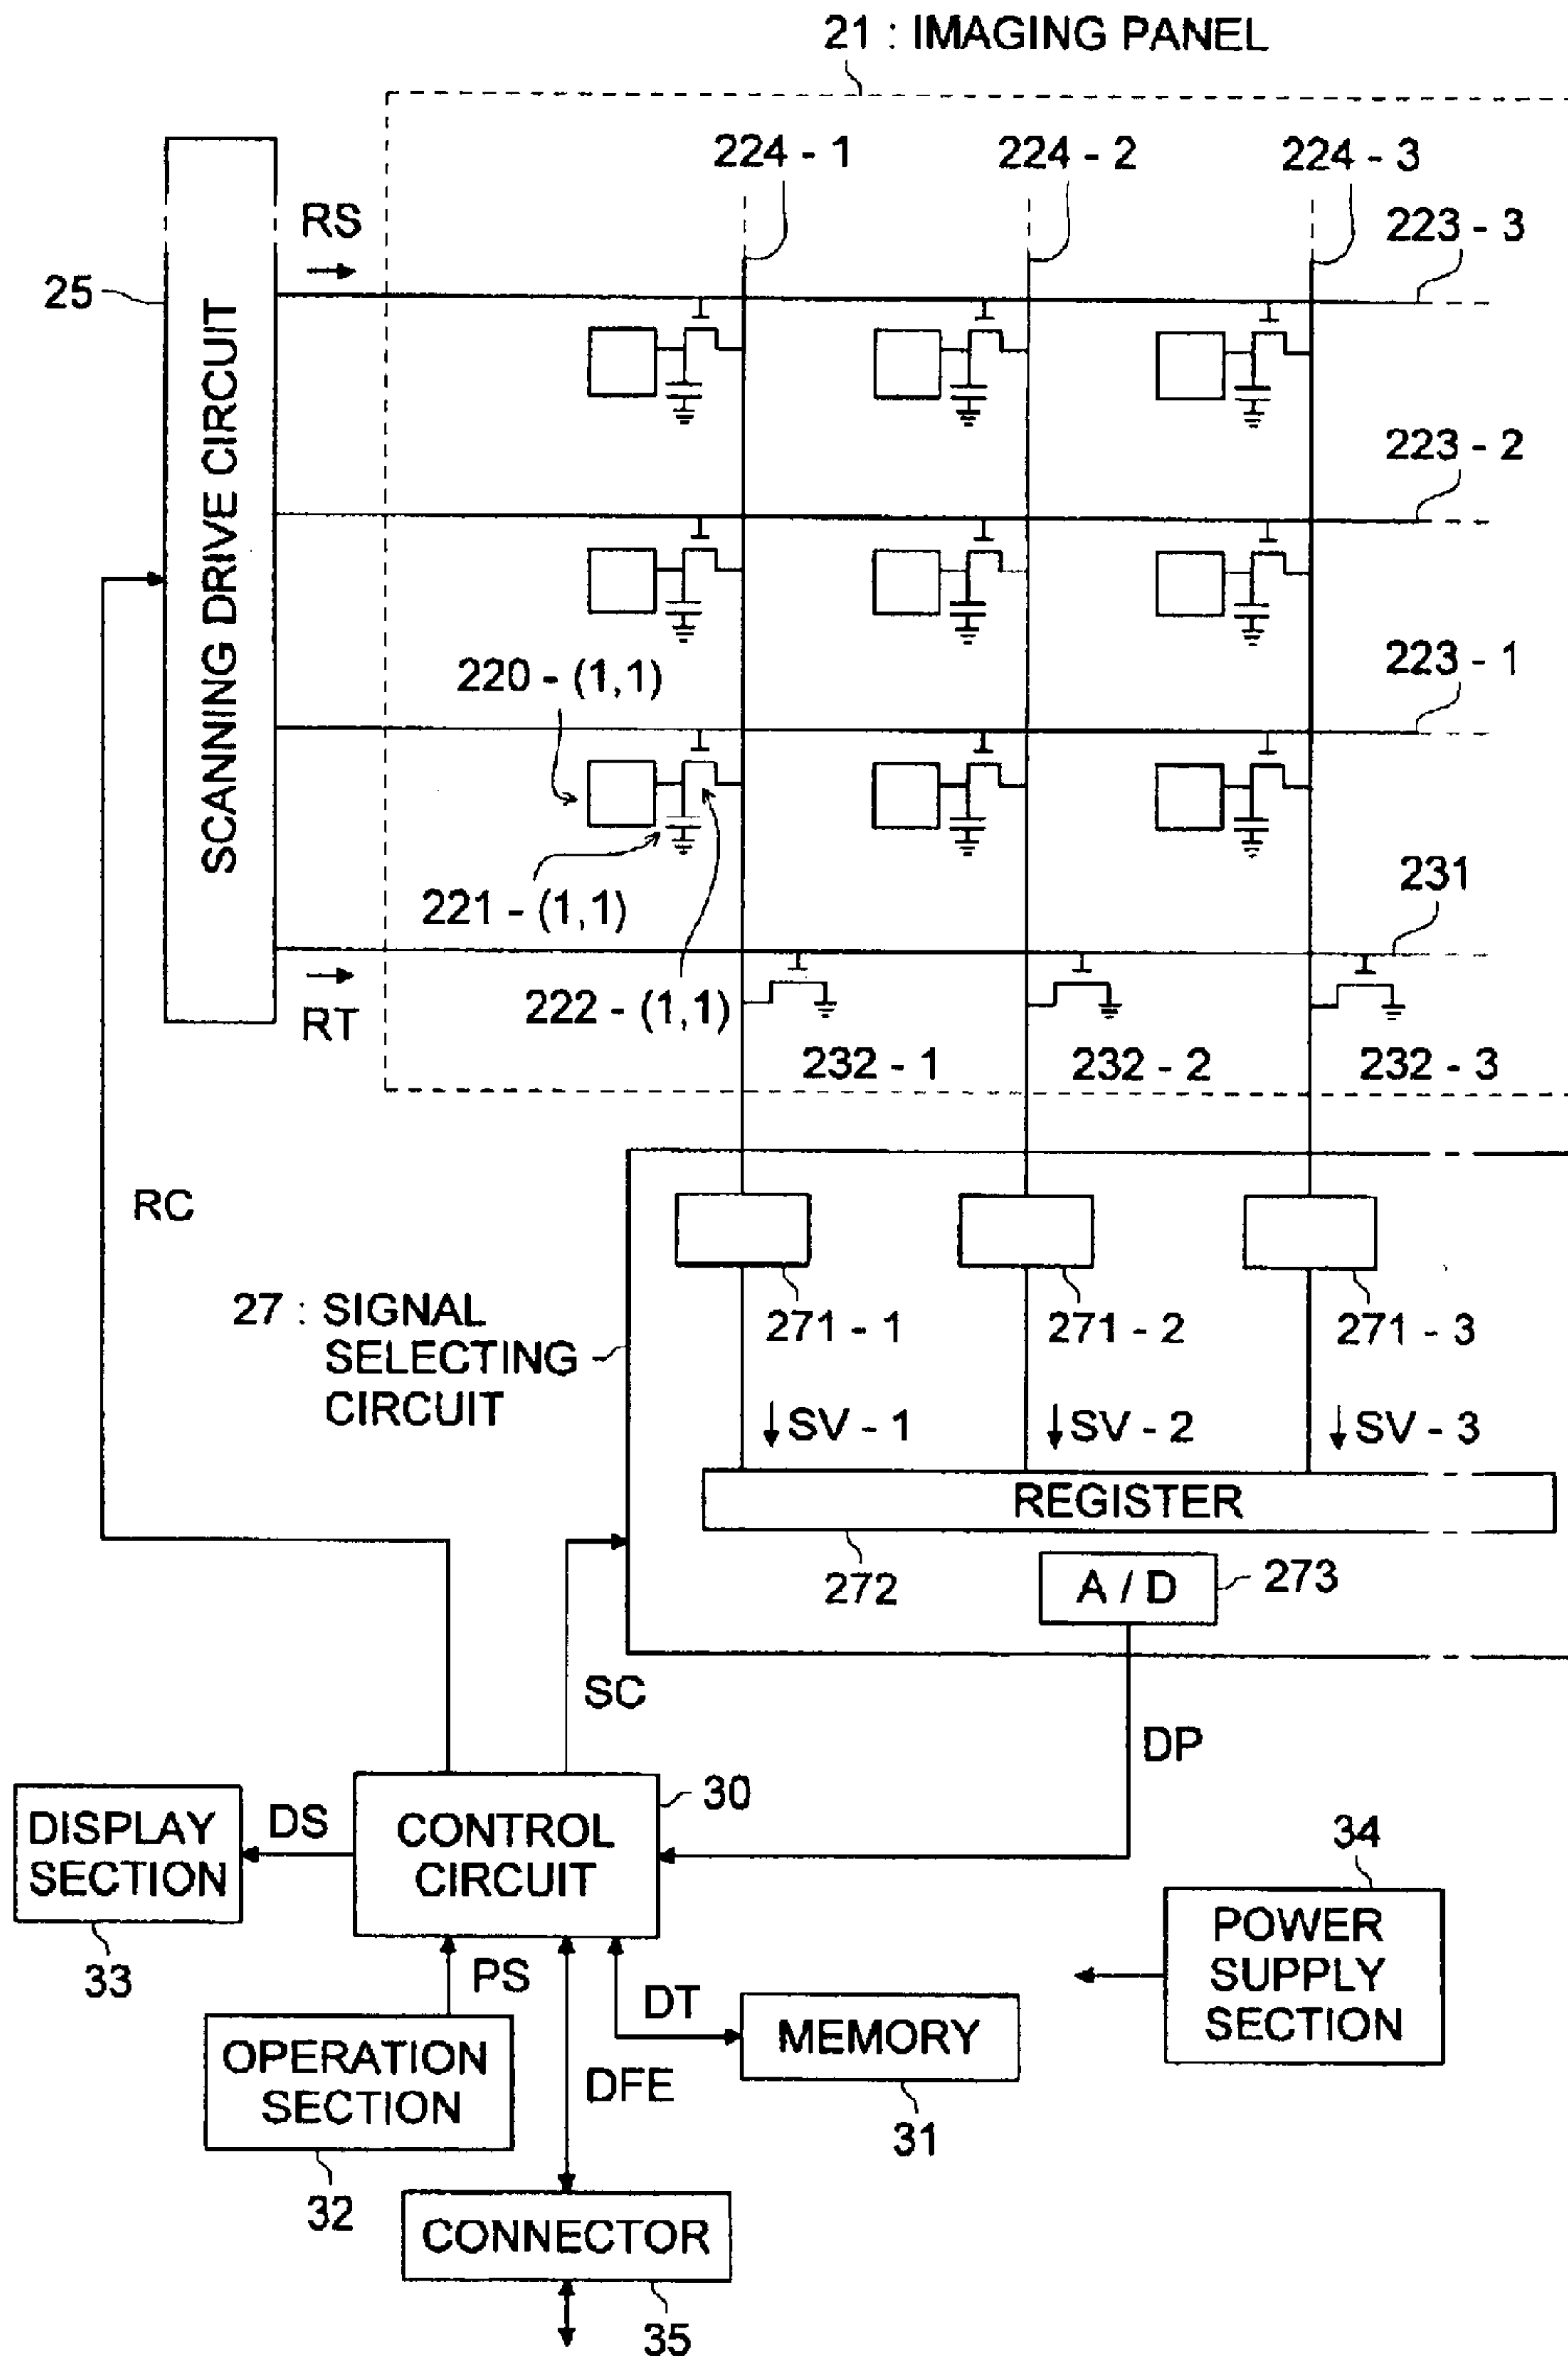 21 : IMAGING PANEL
224 - 1
224 - 2
224 - 3
RS
223 - 3
25
SCANNING DRIVE CIRCUIT
223 - 2
220 - (1,1)
223 - 1
221 - (1,1)
231
RT
222 - (1,1)
232 - 1
232 - 2
232 - 3
RC
27 : SIGNAL
SELECTING
CIRCUIT
271 - 1
271 - 2
271 - 3
SV - 1
SV - 2
SV - 3
REGISTER
272
A / D
273
SC
DP
30
DISPLAY
SECTION
DS
CONTROL
CIRCUIT
34
33
PS
POWER
SUPPLY
SECTION
DT
MEMORY
OPERATION
SECTION
DFE
31
32
CONNECTOR
35